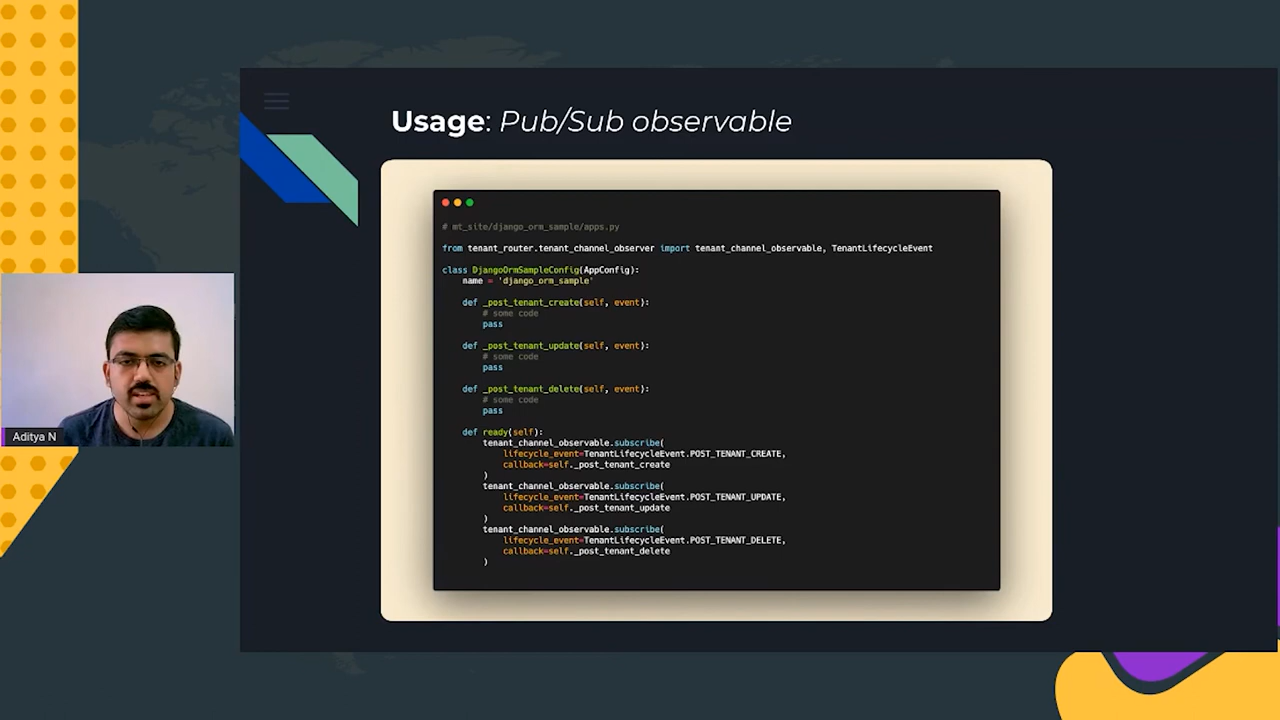 Usage: Pub/Sub observable
# mt_site/django_orm_sample/apps.py
from tenant_router.tenant_channel_observer import tenant_channel_observable, TenantLifecycleEvent
class DjangoOrmSampleConfig(AppConfig):
    name = 'django_orm_sample'
    def _post_tenant_create(self, event):
        # some code
        pass
    def _post_tenant_update(self, event):
        # some code
        pass
    def _post_tenant_delete(self, event):
        # some code
        pass
    def ready(self):
        tenant_channel_observable.subscribe(
            lifecycle_event=TenantLifecycleEvent.POST_TENANT_CREATE,
            callback=self._post_tenant_create
        )
        tenant_channel_observable.subscribe(
            lifecycle_event=TenantLifecycleEvent.POST_TENANT_UPDATE,
            callback=self._post_tenant_update
        )
        tenant_channel_observable.subscribe(
            lifecycle_event=TenantLifecycleEvent.POST_TENANT_DELETE,
            callback=self._post_tenant_delete
        )
Aditya N